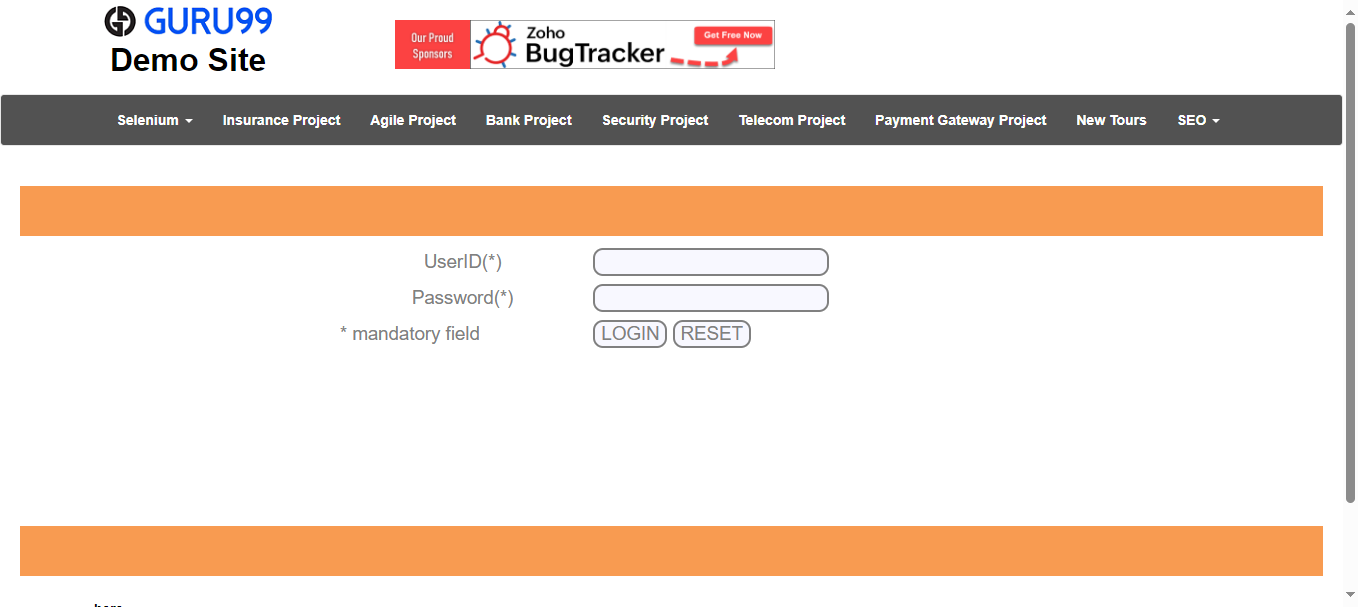 GURU99
Demo Site
Our Proud
Sponsors
Zoho
BugTracker
Get Free Now
Selenium
Insurance Project
Agile Project
Bank Project
Security Project
Telecom Project
Payment Gateway Project
New Tours
SEO
UserID(*)
Password(*)
* mandatory field
LOGIN
RESET